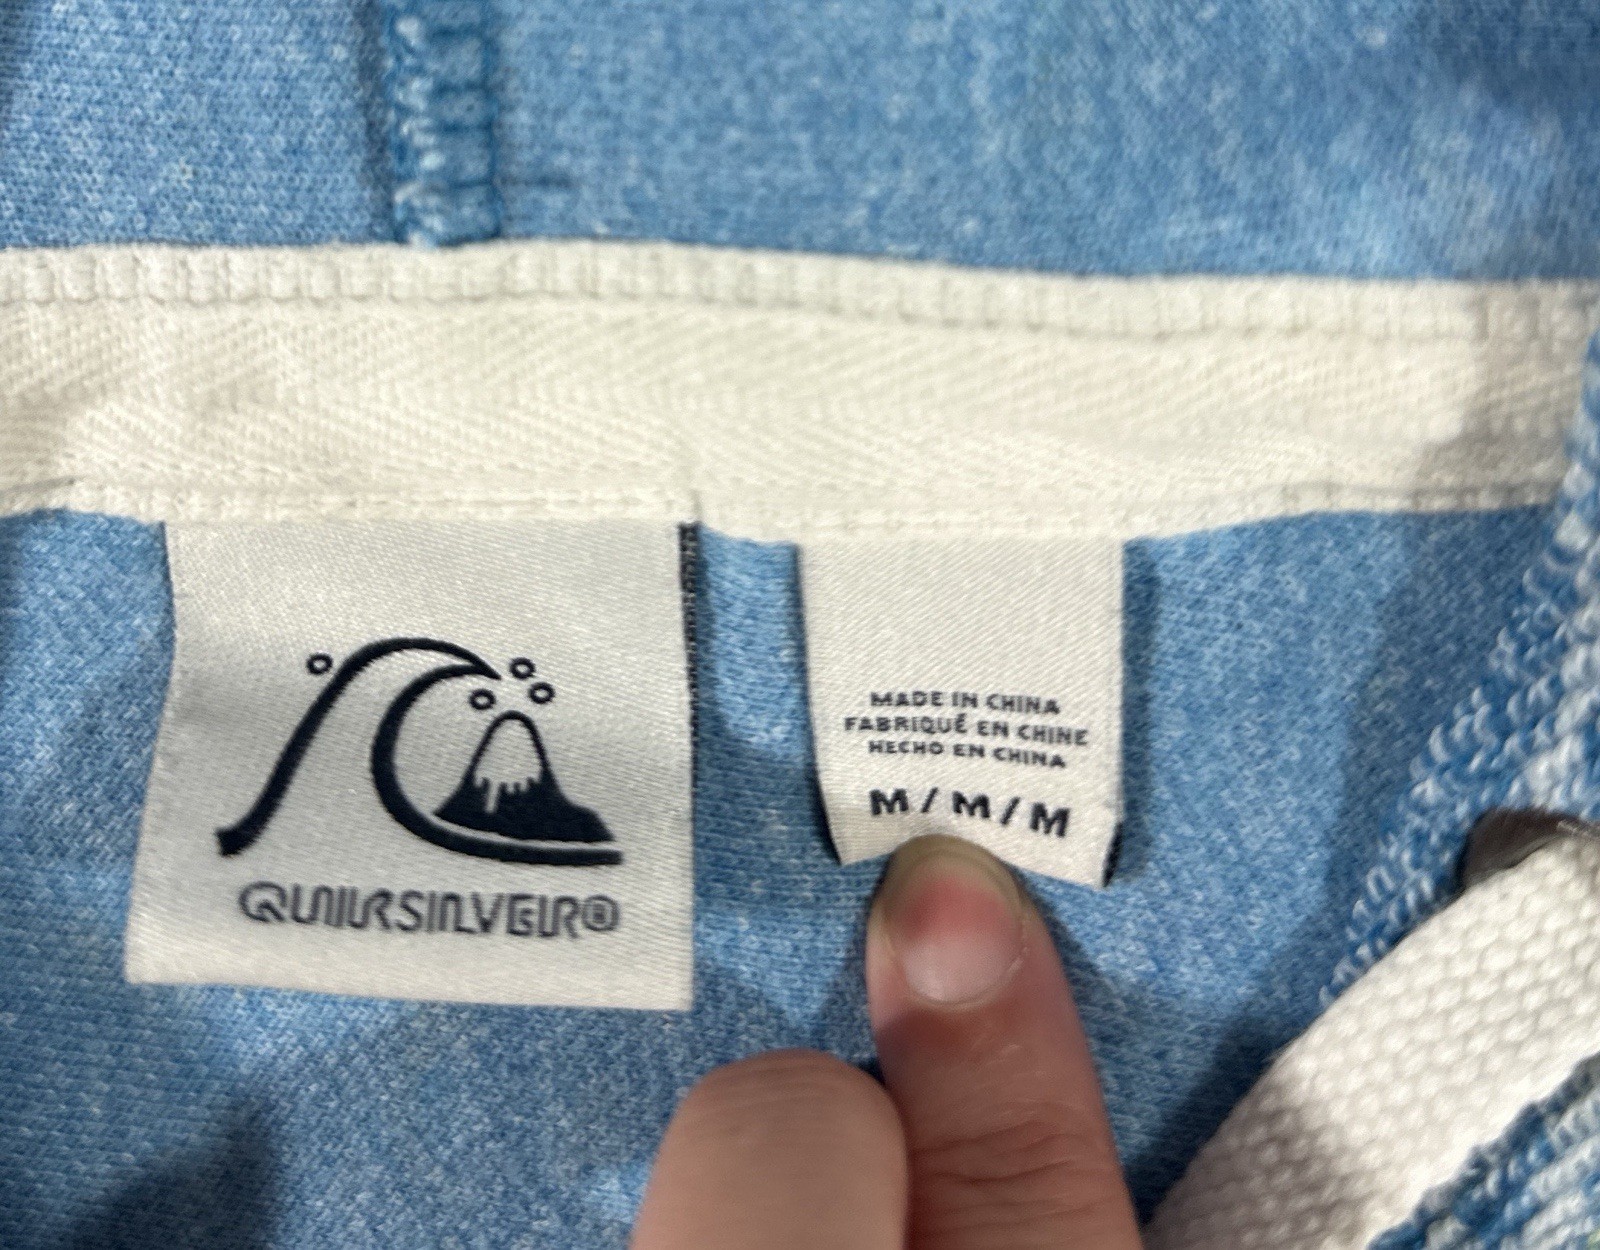 QUIKSILVER®
MADE IN CHINA
FABRIQUÉ EN CHINE
HECHO EN CHINA
M / M / M